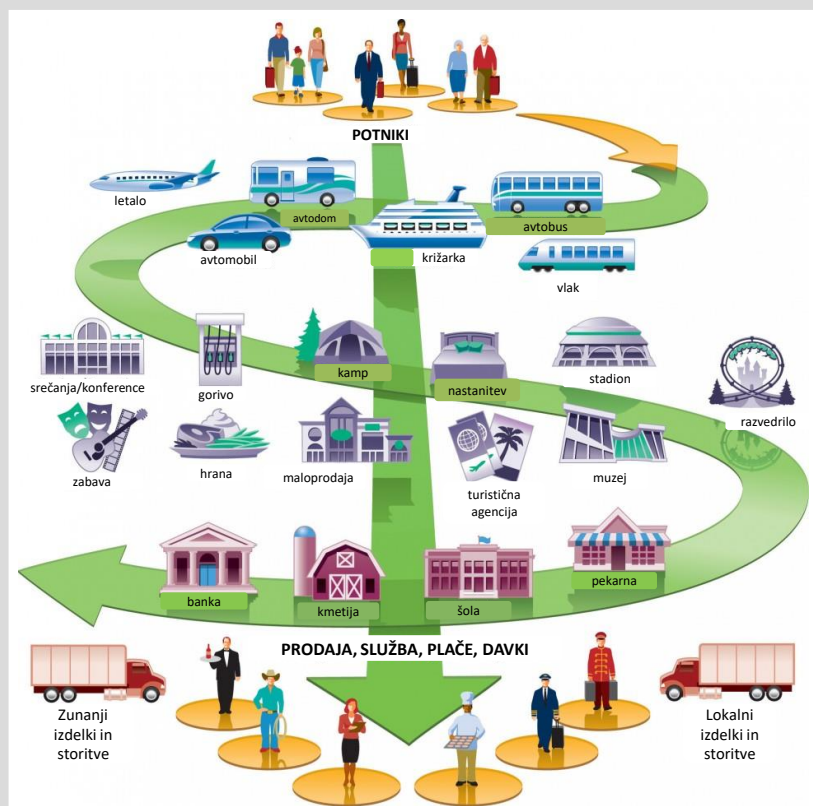 POTNIKI
letalo
avtodom
avtobus
avtomobil
križarka
vlak
srečanja/konference
gorivo
kamp
nastanitev
stadion
razvedrilo
zabava
hrana
maloprodaja
turistična
agencija
muzej
banka
kmetija
šola
pekarna
PRODAJA, SLUŽBA, PLAČE, DAVKI
Zunanji
izdelki in
storitve
Lokalni
izdelki in
storitve